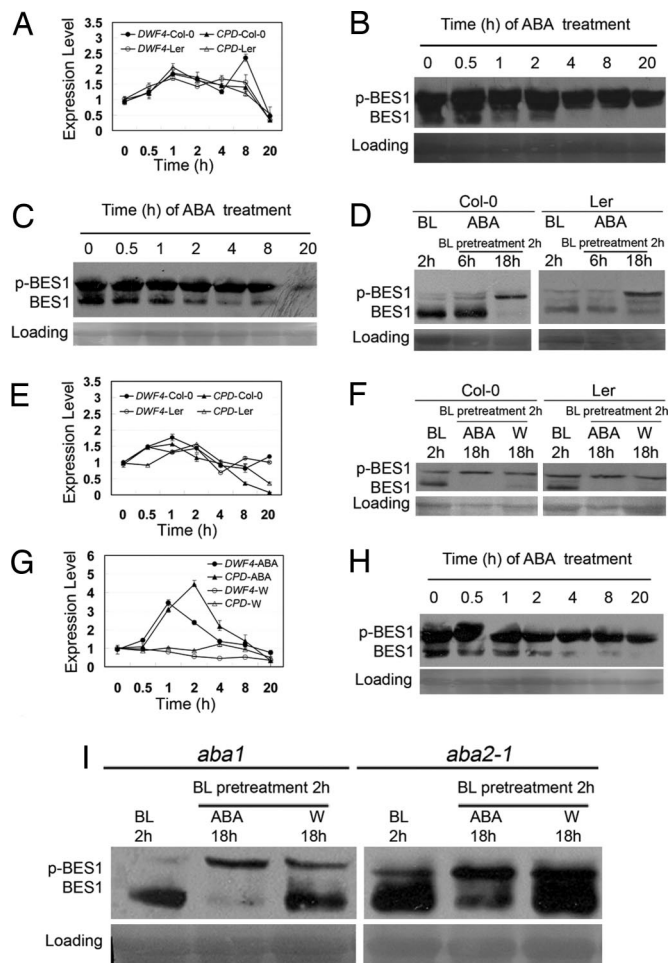 A
DWF4-Col-0 CPD-Col-0
DWF4-Ler CPD-Ler
Expression Level
3.5
3
2.5
2
1.5
1
0.5
0
0 0.5 1 2 4 8 20
Time (h)
B
Time (h) of ABA treatment
0 0.5 1 2 4 8 20
p-BES1
BES1
Loading
C
Time (h) of ABA treatment
0 0.5 1 2 4 8 20
p-BES1
BES1
Loading
D
Col-0 Ler
BL ABA BL ABA
BL pretreatment 2h BL pretreatment 2h
2h 6h 18h 2h 6h 18h
p-BES1
BES1
Loading
E
DWF4-Col-0 CPD-Col-0
DWF4-Ler CPD-Ler
Expression Level
3.5
3
2.5
2
1.5
1
0.5
0
0 0.5 1 2 4 8 20
Time (h)
F
Col-0 Ler
BL pretreatment 2h BL pretreatment 2h
BL ABA W BL ABA W
2h 18h 18h 2h 18h 18h
p-BES1
BES1
Loading
G
DWF4-ABA
CPD-ABA
DWF4-W
CPD-W
Expression Level
6
5
4
3
2
1
0
0 0.5 1 2 4 8 20
Time (h)
H
Time (h) of ABA treatment
0 0.5 1 2 4 8 20
p-BES1
BES1
Loading
I
aba1 aba2-1
BL pretreatment 2h BL pretreatment 2h
BL ABA W BL ABA W
2h 18h 18h 2h 18h 18h
p-BES1
BES1
Loading